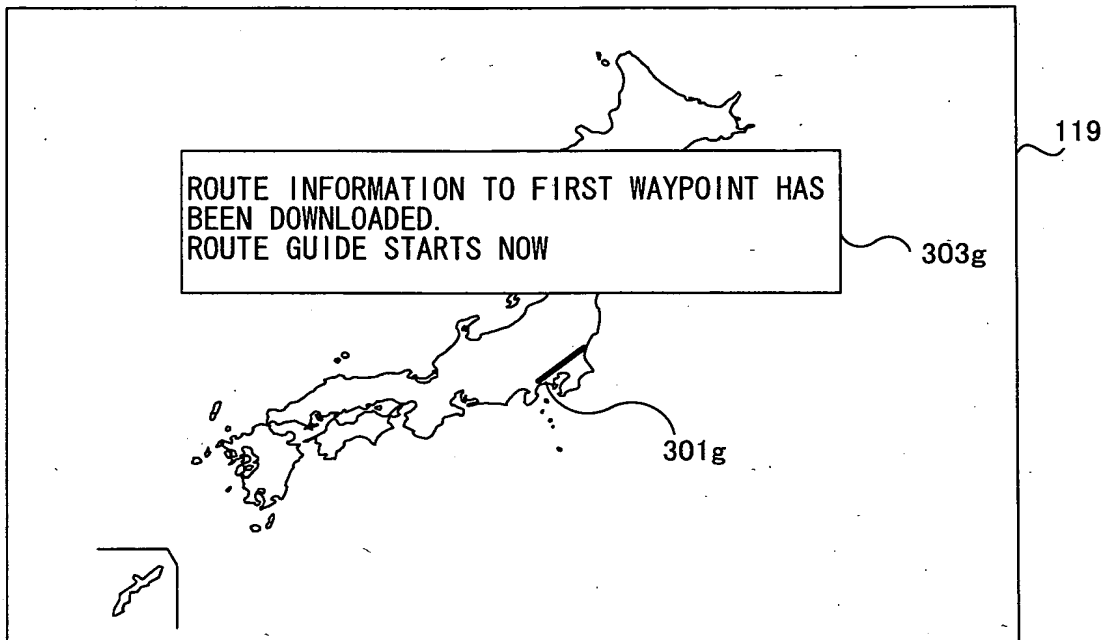 119
ROUTE INFORMATION TO FIRST WAYPOINT HAS
BEEN DOWNLOADED.
ROUTE GUIDE STARTS NOW
303g
301g